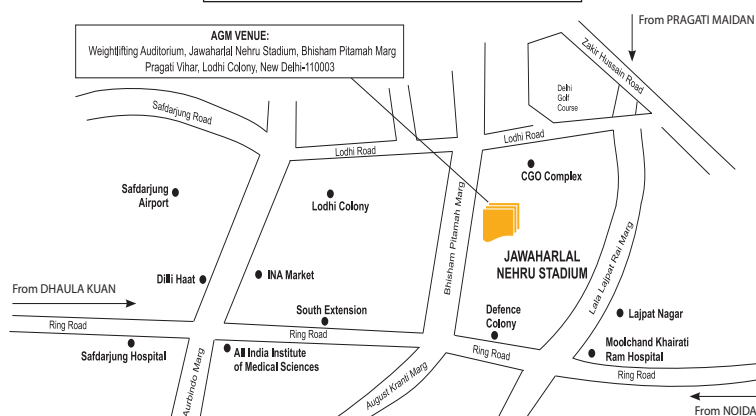 From PRAGATI MAIDAN
AGM VENUE:
Weightlifting Auditorium, Jawaharlal Nehru Stadium, Bhisham Pitamah Marg
Pragati Vihar, Lodhi Colony, New Delhi-110003
Zakir Hussain Road
Delhi
Golf
Course
Safdarjung Road
Lodhi Road
Lodhi Road
CGO Complex
Safdarjung
Airport
Lodhi Colony
Bhisham Pitamah Marg
Lala Lajpat Rai Marg
JAWAHARLAL
NEHRU STADIUM
Dilli Haat
INA Market
From DHAULA KUAN
South Extension
Defence
Colony
Lajpat Nagar
Ring Road
Ring Road
Ring Road
Moolchand Khairati
Ram Hospital
Safdarjung Hospital
All India Institute
of Medical Sciences
Aurbindo Marg
August Kranti Marg
Ring Road
From NOIDA